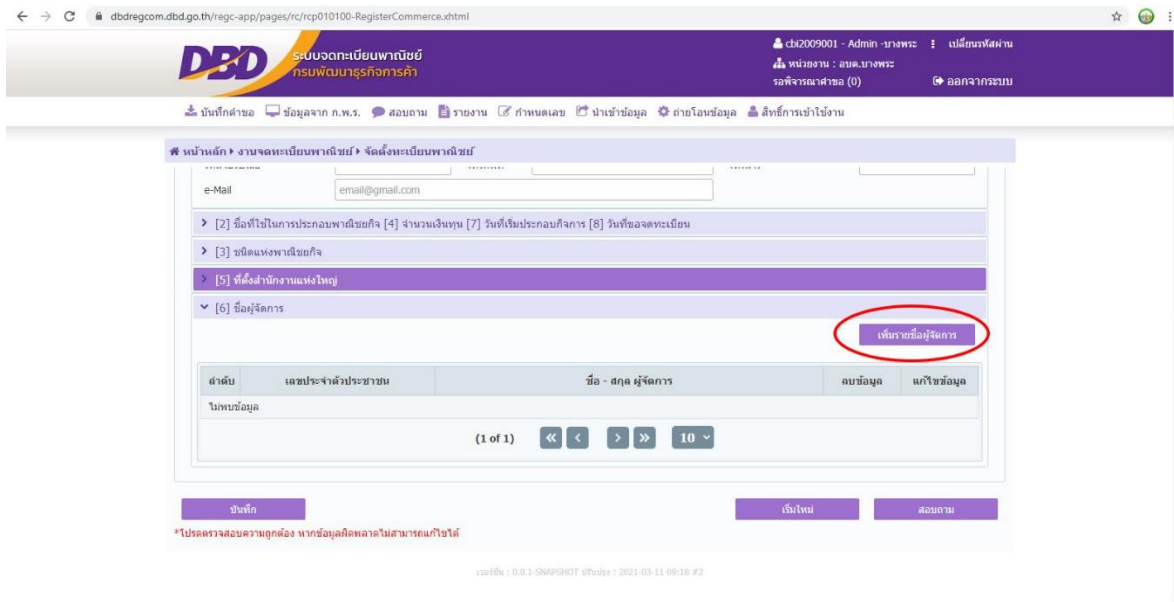 dbdregcom.dbd.go.th/regc-app/pages/rc/rcp010100-RegisterCommerce.xhtml
DBD ระบบจดทะเบียนพาณิชย์
กรมพัฒนาธุรกิจการค้า
cbi2009001 - Admin -บางพระ เปลี่ยนรหัสผ่าน
หน่วยงาน : อบต.บางพระ
รอพิจารณาคำขอ (0) ออกจากระบบ
บันทึกคำขอ ข้อมูลจาก ก.พ.ร. สอบถาม รายงาน กำหนดเลข นำเข้าข้อมูล ถ่ายโอนข้อมูล สิทธิ์การเข้าใช้งาน
หน้าหลัก งานจดทะเบียนพาณิชย์ จัดตั้งทะเบียนพาณิชย์
e-Mail email@gmail.com
[2] ชื่อที่ใช้ในการประกอบพาณิชยกิจ [4] จำนวนเงินทุน [7] วันที่เริ่มประกอบกิจการ [8] วันที่ขอจดทะเบียน
[3] ชนิดแห่งพาณิชยกิจ
[5] ที่ตั้งสำนักงานแห่งใหญ่
[6] ชื่อผู้จัดการ
เพิ่มรายชื่อผู้จัดการ
ลำดับ เลขประจำตัวประชาชน ชื่อ - สกุล ผู้จัดการ ลบข้อมูล แก้ไขข้อมูล
ไม่พบข้อมูล
(1 of 1) 10
บันทึก เริ่มใหม่ สอบถาม
*โปรดตรวจสอบความถูกต้อง หากข้อมูลผิดพลาดไม่สามารถแก้ไขได้
เวอร์ชั่น : 0.0.1-SNAPSHOT ปรับปรุง : 2021-03-11 09:18 #2